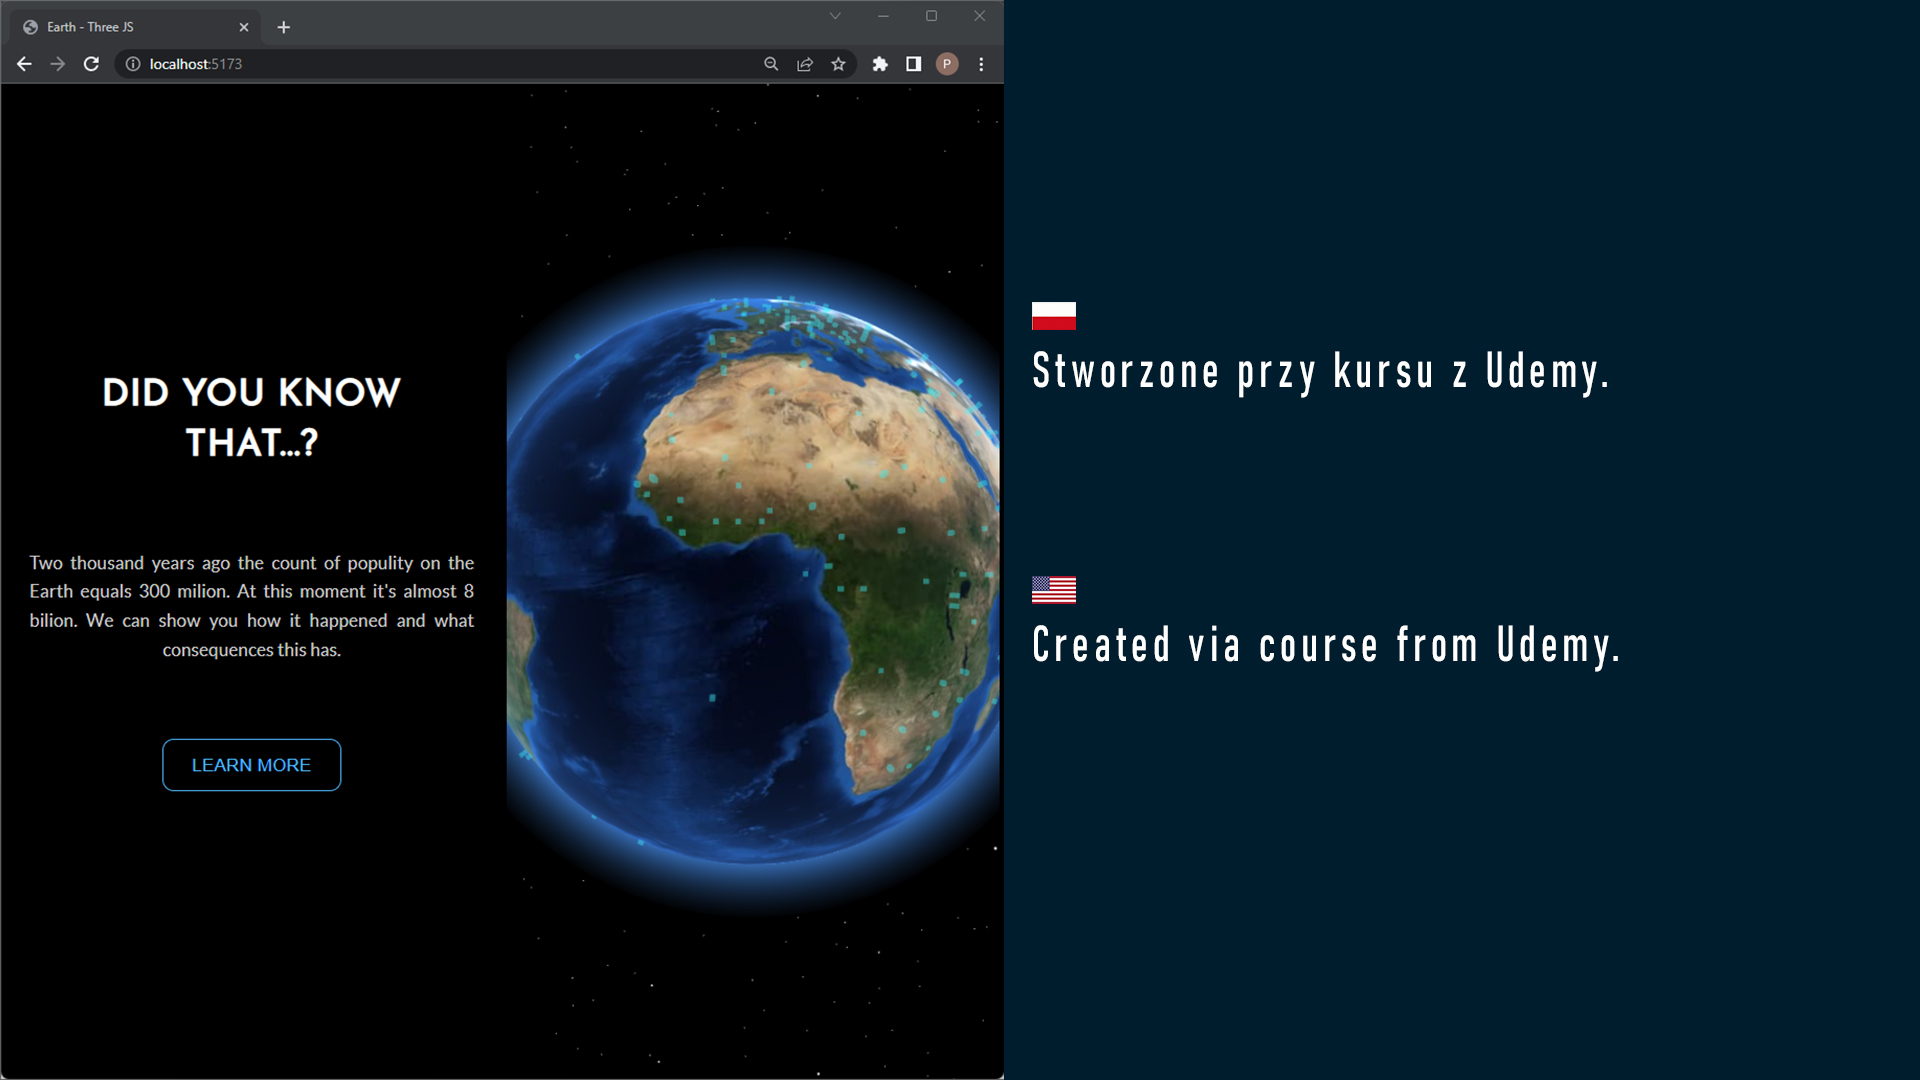 Earth - Three JS
localhost:5173
P
DID YOU KNOW
THAT...?
Two thousand years ago the count of populity on the
Earth equals 300 milion. At this moment it's almost 8
bilion. We can show you how it happened and what
consequences this has.
LEARN MORE
Stworzone przy kursu z Udemy.
Created via course from Udemy.